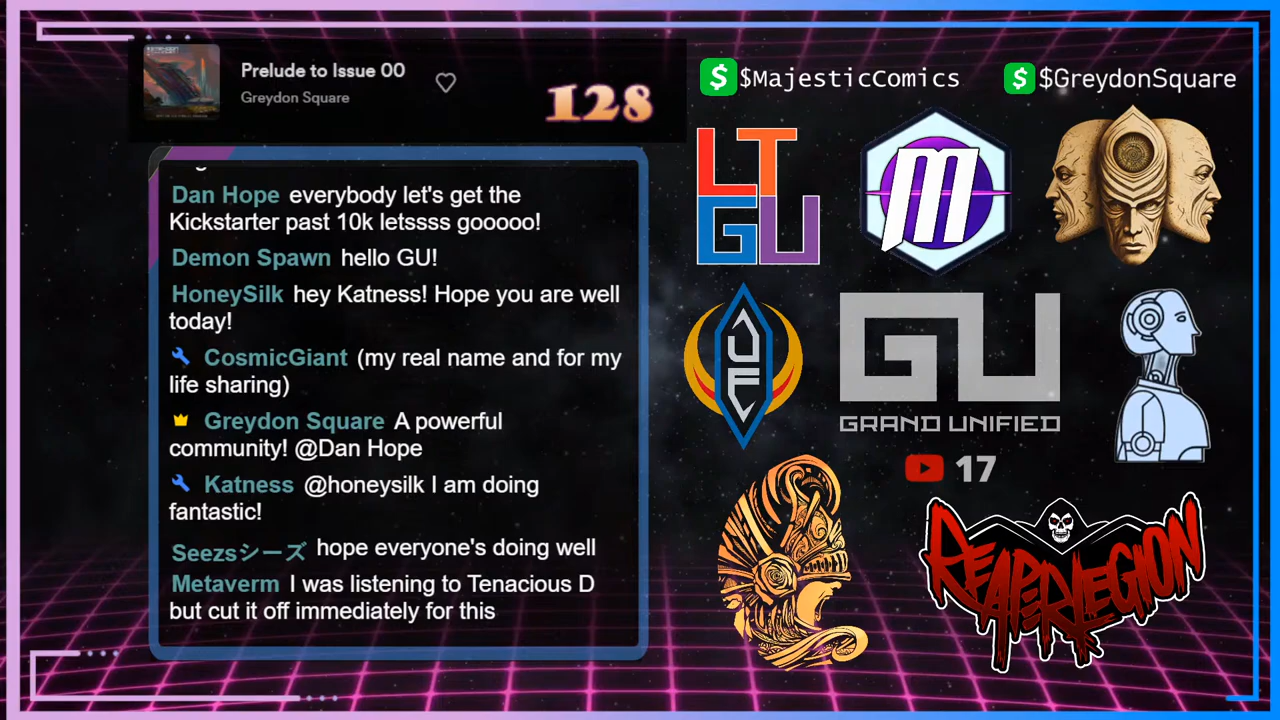 Prelude to Issue 00
Greydon Square
128
$MajesticComics
$GreydonSquare
Dan Hope everybody let's get the
Kickstarter past 10k letssss gooooo!
Demon Spawn hello GU!
HoneySilk hey Katness! Hope you are well
today!
CosmicGiant (my real name and for my
life sharing)
Greydon Square A powerful
community! @Dan Hope
Katness @honeysilk I am doing
fantastic!
Seezsシーズ hope everyone's doing well
Metaverm I was listening to Tenacious D
but cut it off immediately for this
LT
GU
M
GU
GRAND UNIFIED
17
REAPER LEGION